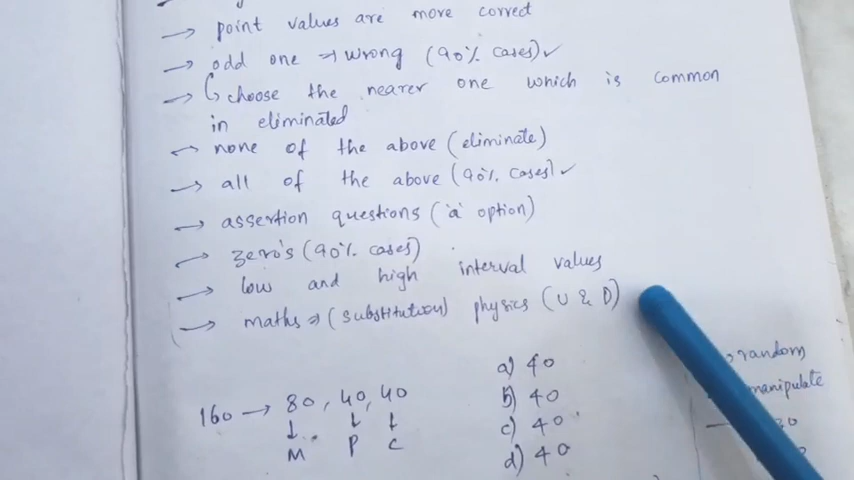 → point values are more correct
→ odd one → wrong (90% cases) ✓
→ choose the nearer one which is common
in eliminated
→ none of the above (eliminate)
→ all of the above (90% cases) ✓
→ assertion questions ('a' option)
→ zero's (90% cases)
→ low and high interval values
→ maths ⇒ (substitution) physics (U & D)
160 → 80, 40, 40
↓ ↓ ↓
M P C
a) 40
b) 40
c) 40
d) 40
random
manipulate